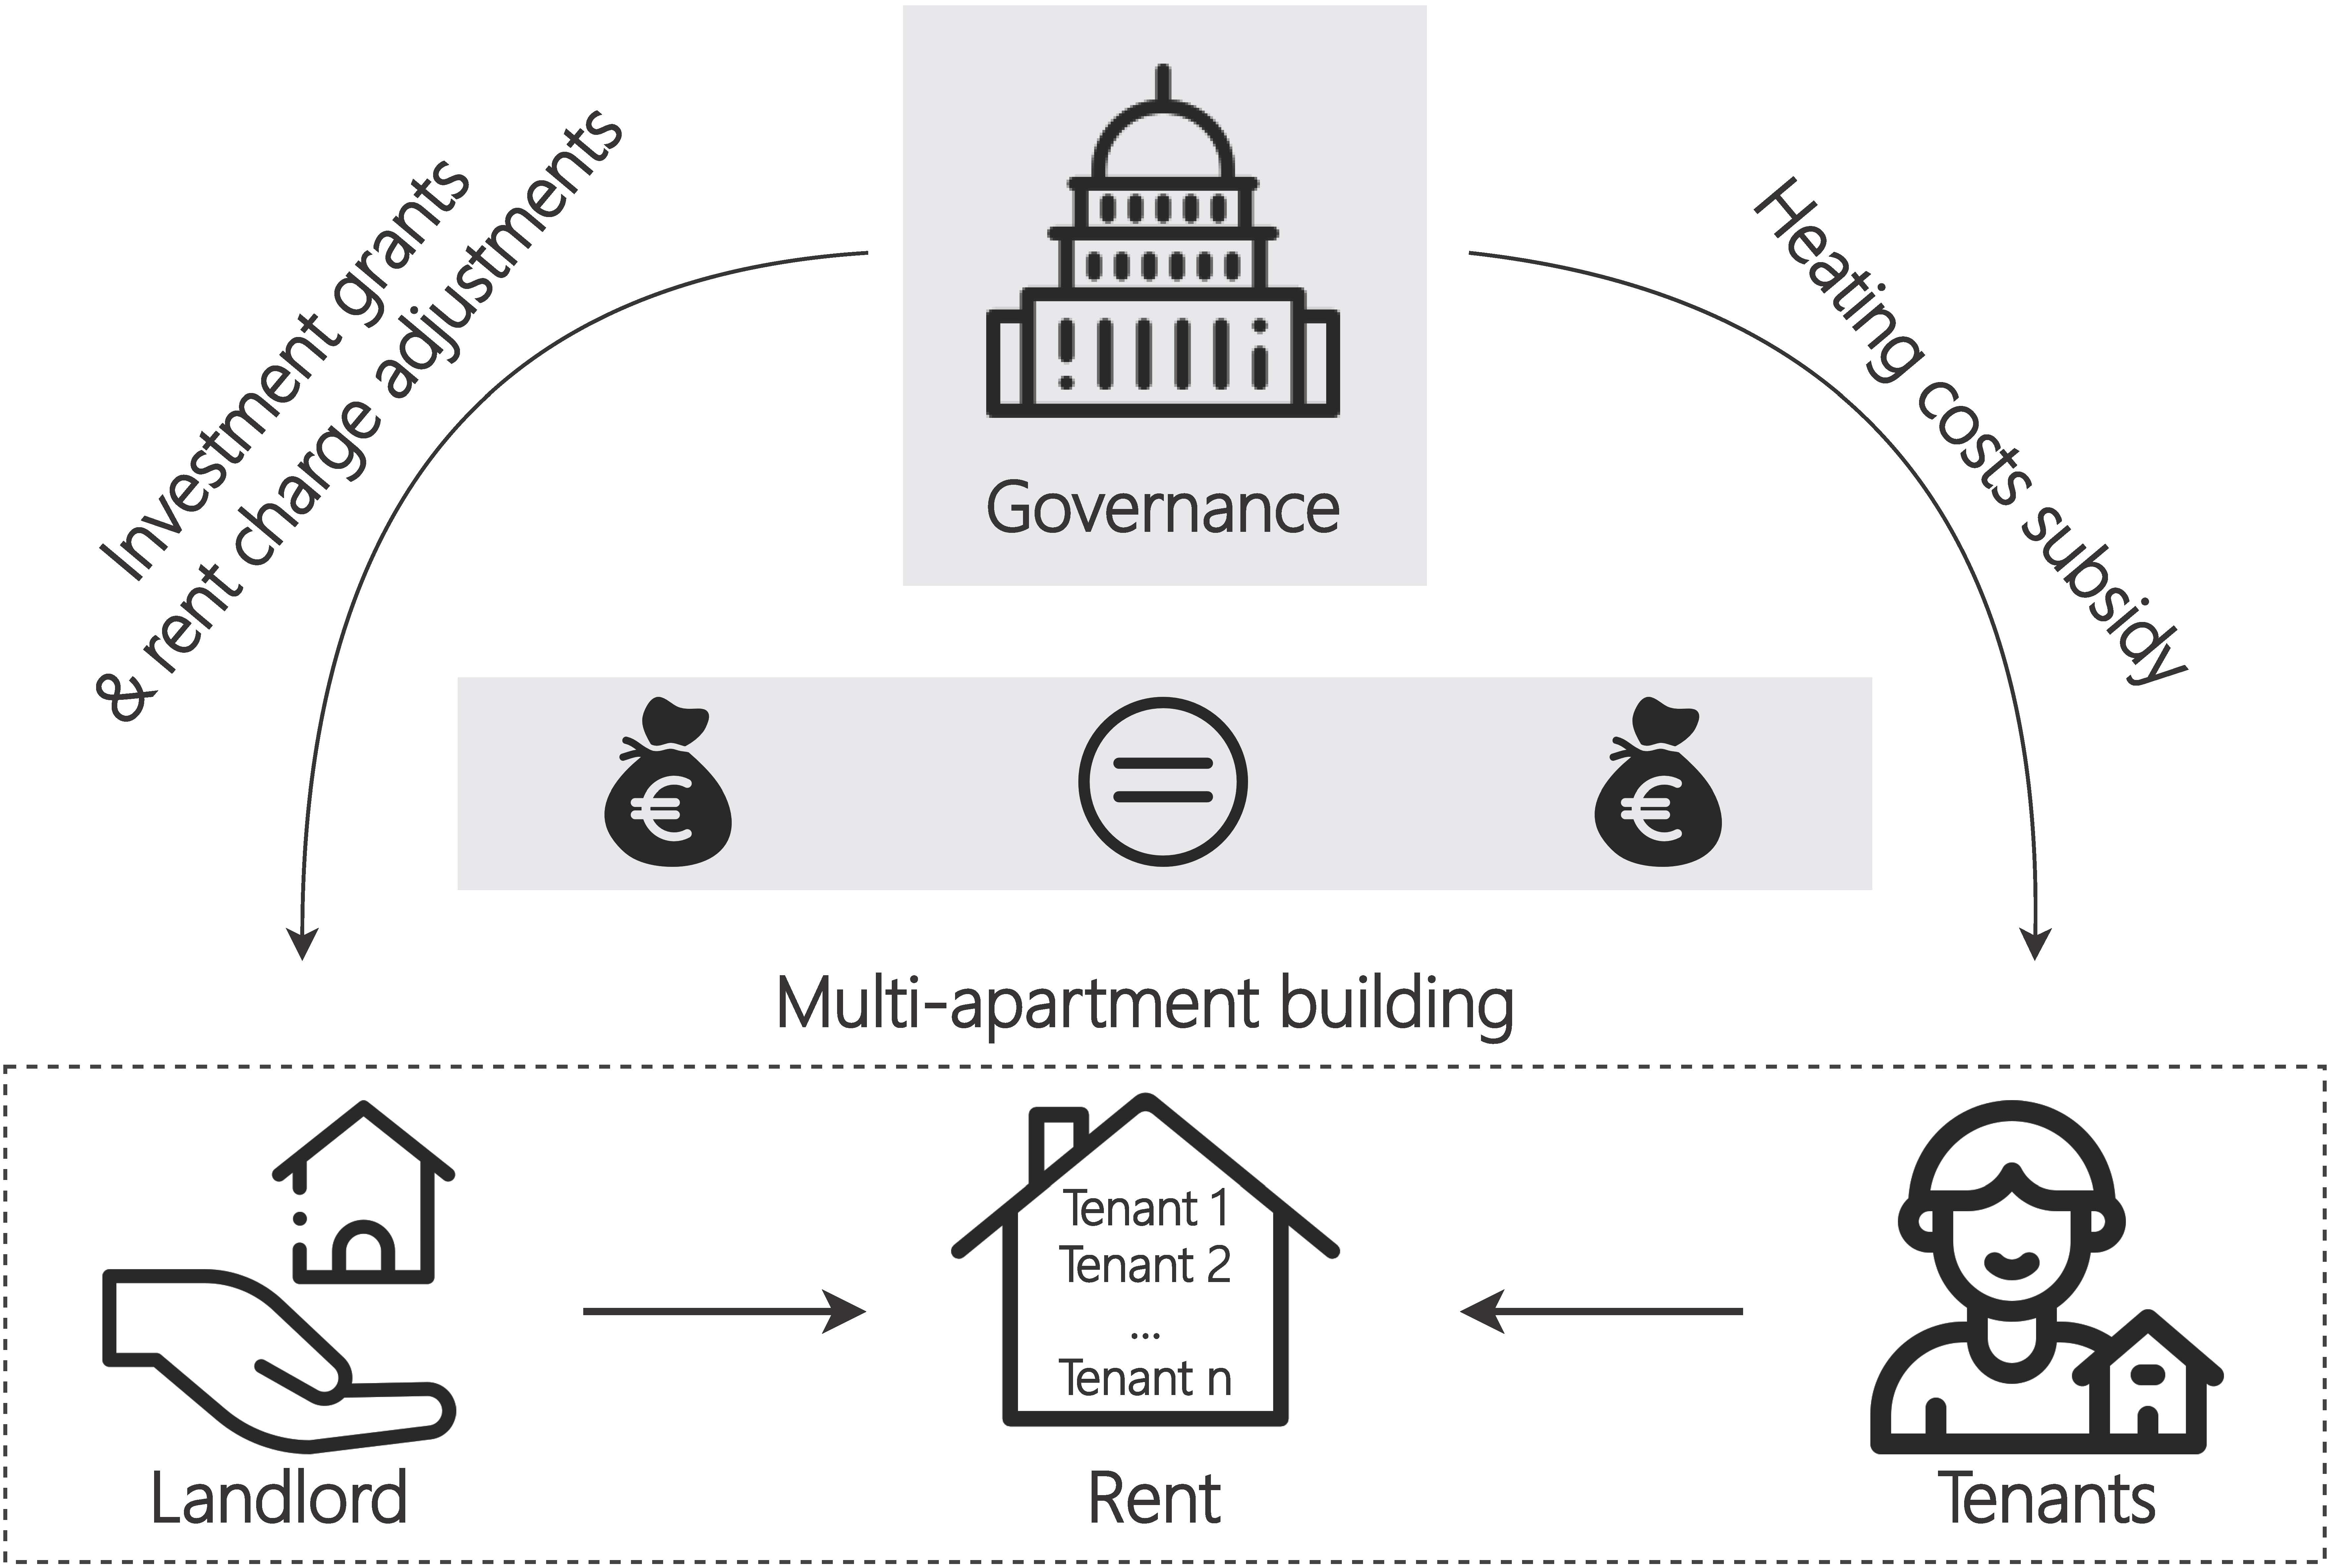 Investment grants
& rent charge adjustments
Heating costs subsidy
Governance
€
€
Multi-apartment building
Tenant 1
Tenant 2
...
Tenant n
Landlord
Rent
Tenants